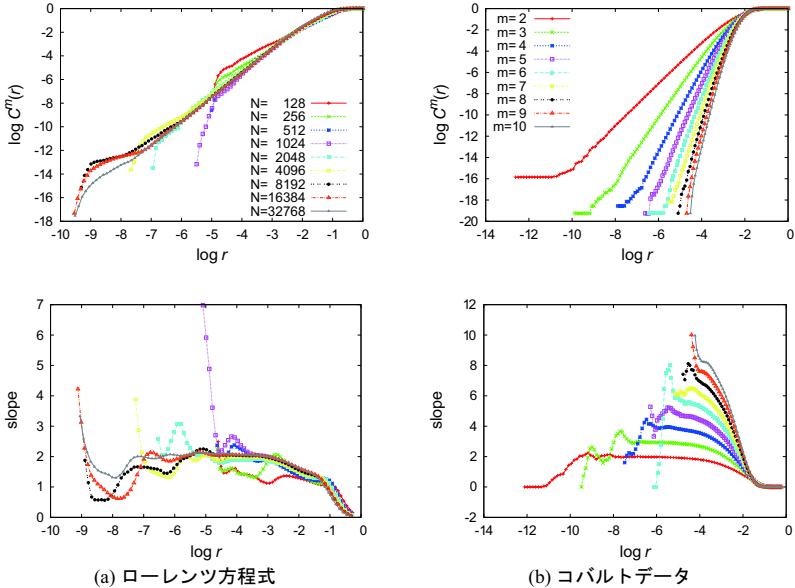 0
-2
-4
-6
-8
-10
-12
-14
-16
-18
log C^m(r)
N= 128
N= 256
N= 512
N= 1024
N= 2048
N= 4096
N= 8192
N=16384
N=32768
-10 -9 -8 -7 -6 -5 -4 -3 -2 -1 0
log r
0
-2
-4
-6
-8
-10
-12
-14
-16
-18
-20
log C^m(r)
m= 2
m= 3
m= 4
m= 5
m= 6
m= 7
m= 8
m= 9
m=10
-14 -12 -10 -8 -6 -4 -2 0
log r
7
6
5
4
3
2
1
0
slope
-10 -9 -8 -7 -6 -5 -4 -3 -2 -1 -0
log r
12
10
8
6
4
2
0
-2
slope
-14 -12 -10 -8 -6 -4 -2 0
log r
(a) ローレンツ方程式
(b) コバルトデータ